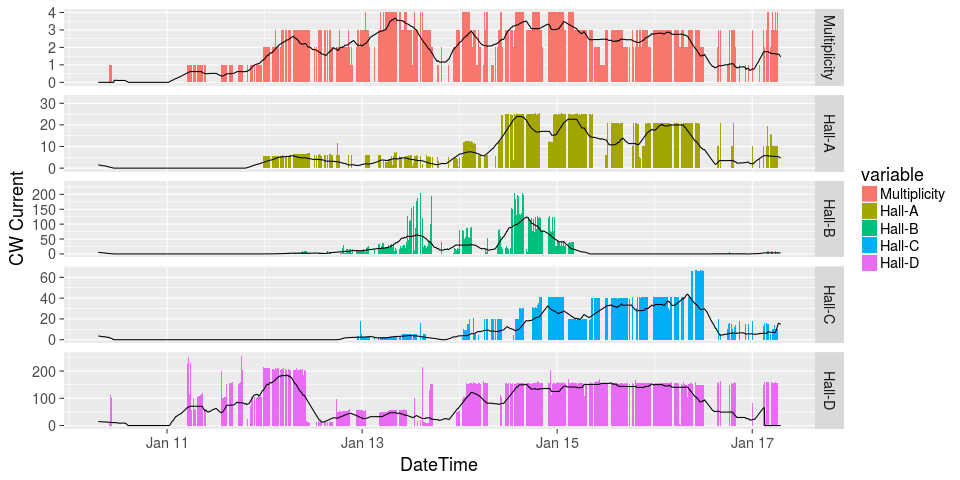 CW Current
4
3
2
1
0
Multiplicity
30
20
10
0
Hall-A
200
150
100
50
0
Hall-B
60
40
20
0
Hall-C
200
100
0
Hall-D
Jan 11 Jan 13 Jan 15 Jan 17
DateTime
variable
Multiplicity
Hall-A
Hall-B
Hall-C
Hall-D